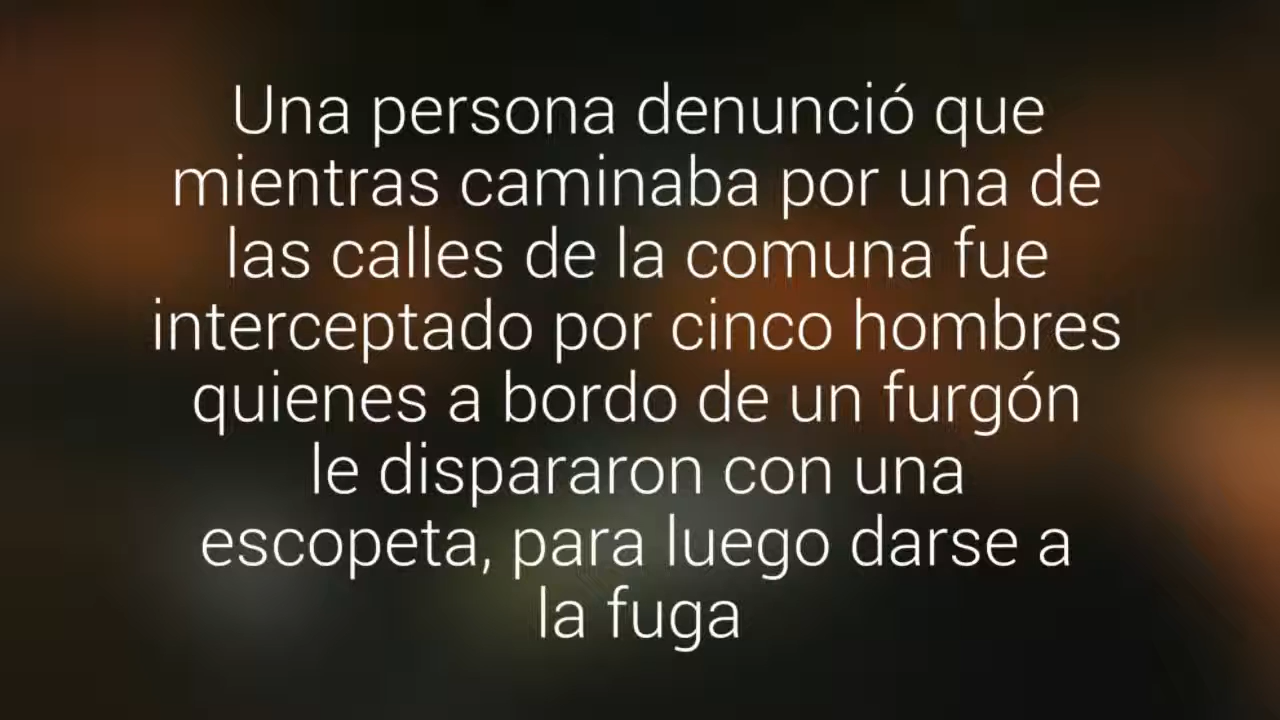 Una persona denunció que
mientras caminaba por una de
las calles de la comuna fue
interceptado por cinco hombres
quienes a bordo de un furgón
le dispararon con una
escopeta, para luego darse a
la fuga